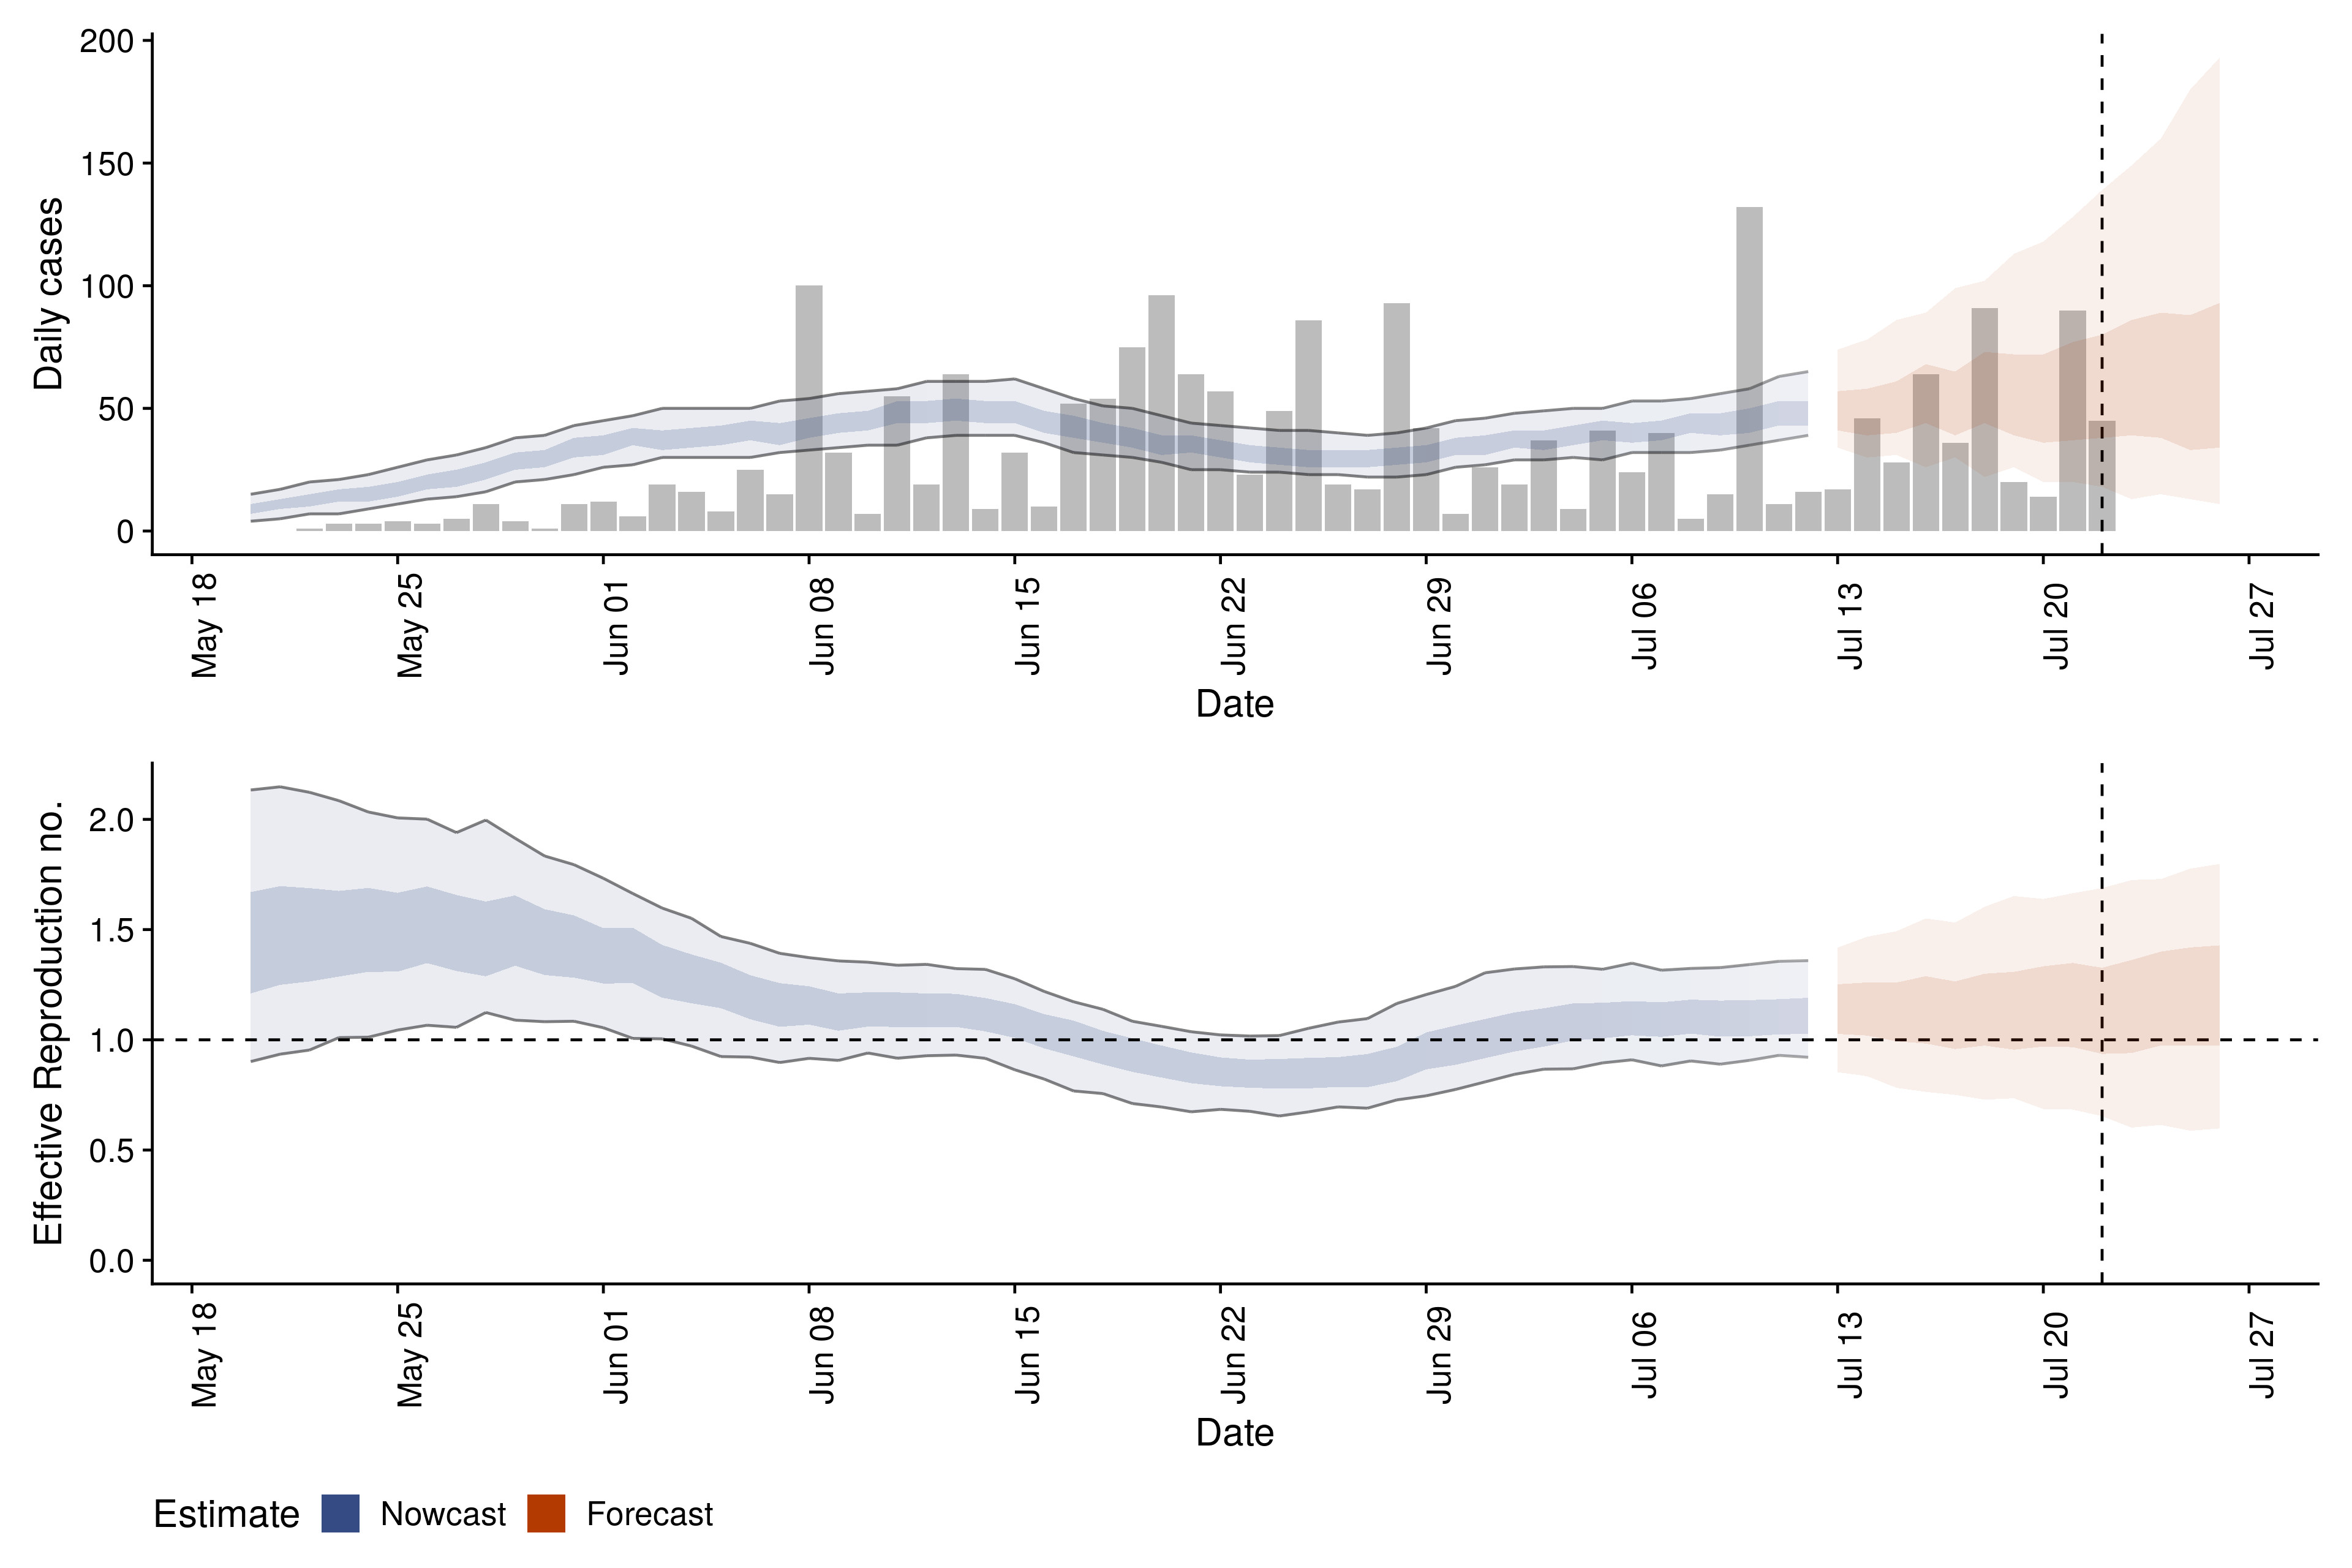 Daily cases
200
150
100
50
0
May 18
May 25
Jun 01
Jun 08
Jun 15
Jun 22
Jun 29
Jul 06
Jul 13
Jul 20
Jul 27
Date
Effective Reproduction no.
2.0
1.5
1.0
0.5
0.0
May 18
May 25
Jun 01
Jun 08
Jun 15
Jun 22
Jun 29
Jul 06
Jul 13
Jul 20
Jul 27
Date
Estimate Nowcast Forecast